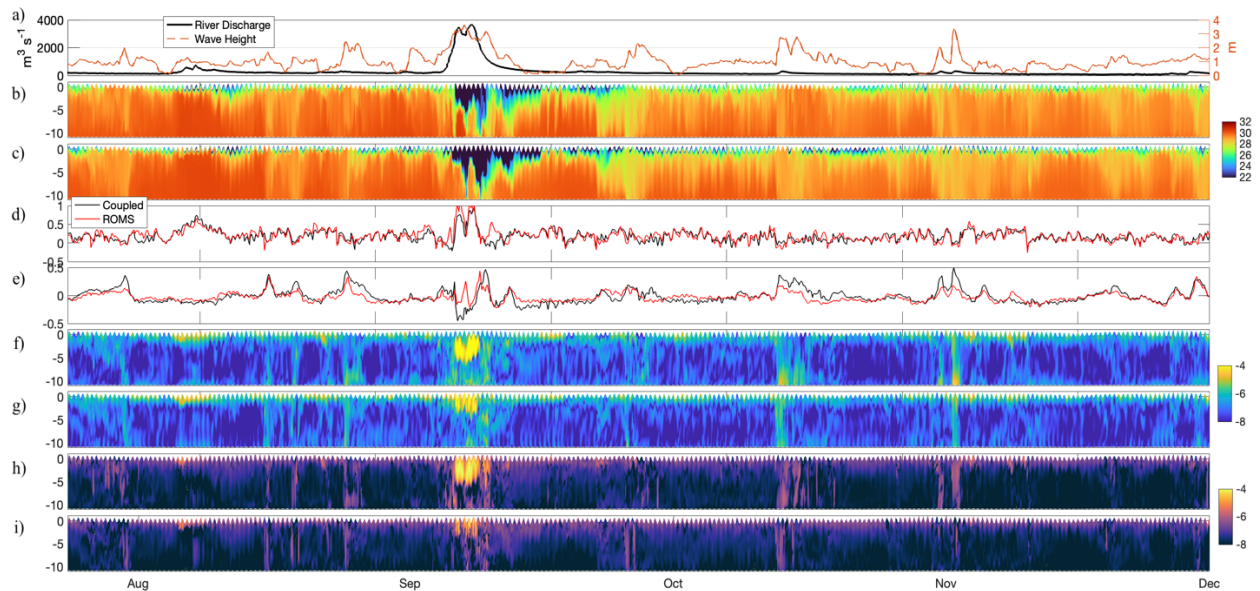 a)
4000
2000
0
m³ s⁻¹
River Discharge
Wave Height
4
3
2
1
0
m
b)
0
-5
-10
32
30
28
26
24
22
c)
0
-5
-10
d)
1
0.5
0
-0.5
Coupled
ROMS
e)
0.5
0
-0.5
f)
0
-5
-10
-4
-6
-8
g)
0
-5
-10
h)
0
-5
-10
-4
-6
-8
i)
0
-5
-10
Aug Sep Oct Nov Dec